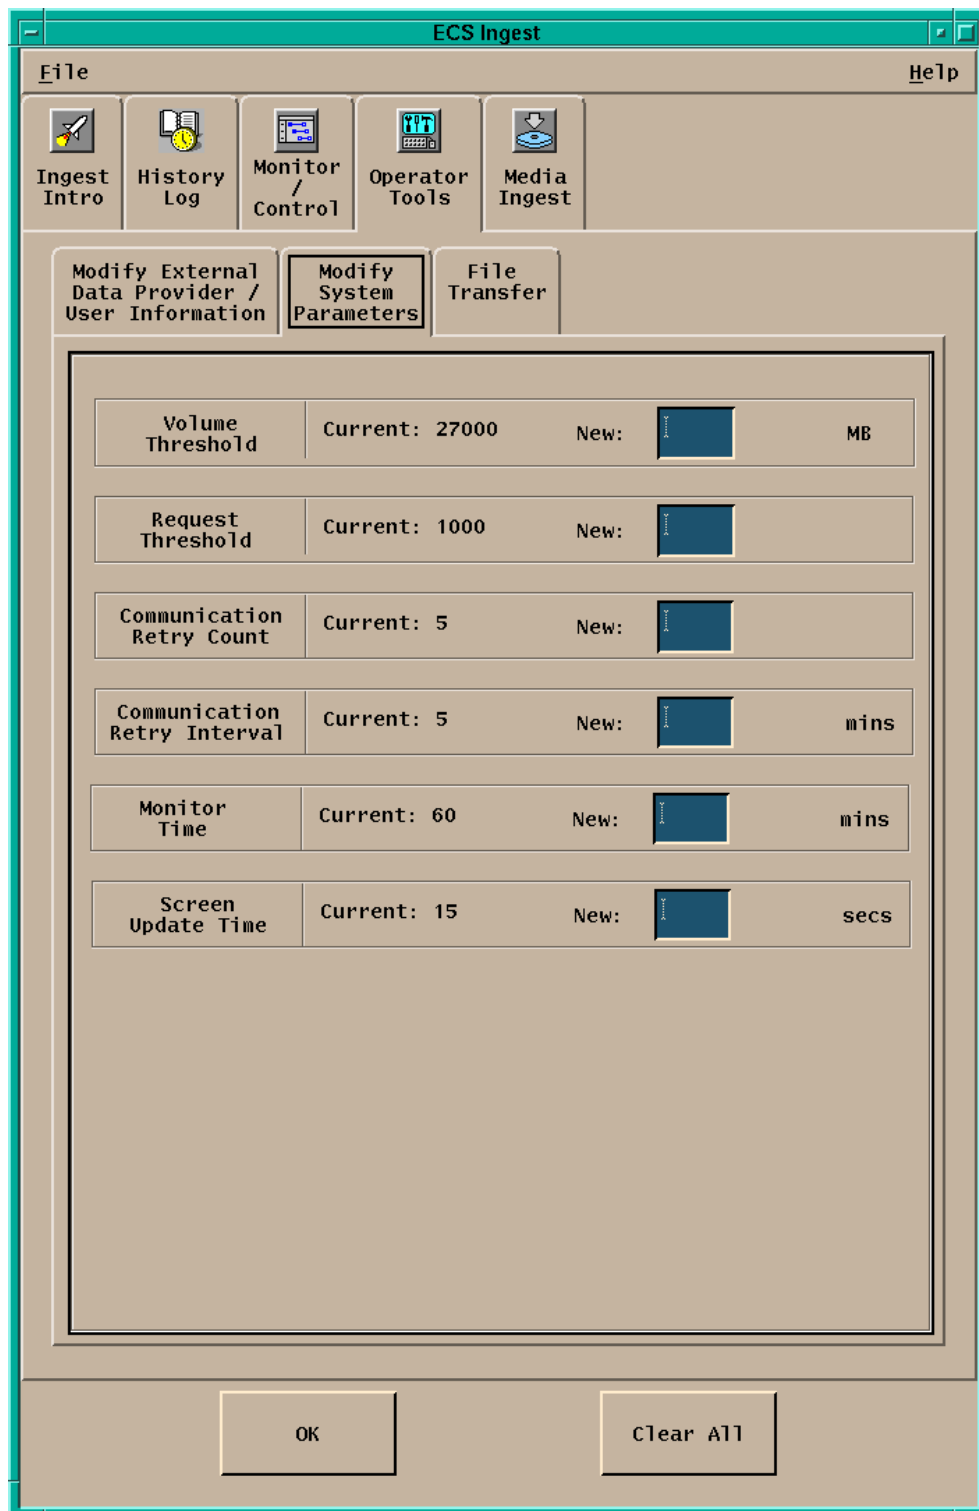 ECS Ingest
File Help
Ingest Intro
History Log
Monitor / Control
Operator Tools
Media Ingest
Modify External Data Provider / User Information
Modify System Parameters
File Transfer
Volume Threshold Current: 27000 New: MB
Request Threshold Current: 1000 New:
Communication Retry Count Current: 5 New:
Communication Retry Interval Current: 5 New: mins
Monitor Time Current: 60 New: mins
Screen Update Time Current: 15 New: secs
OK Clear All